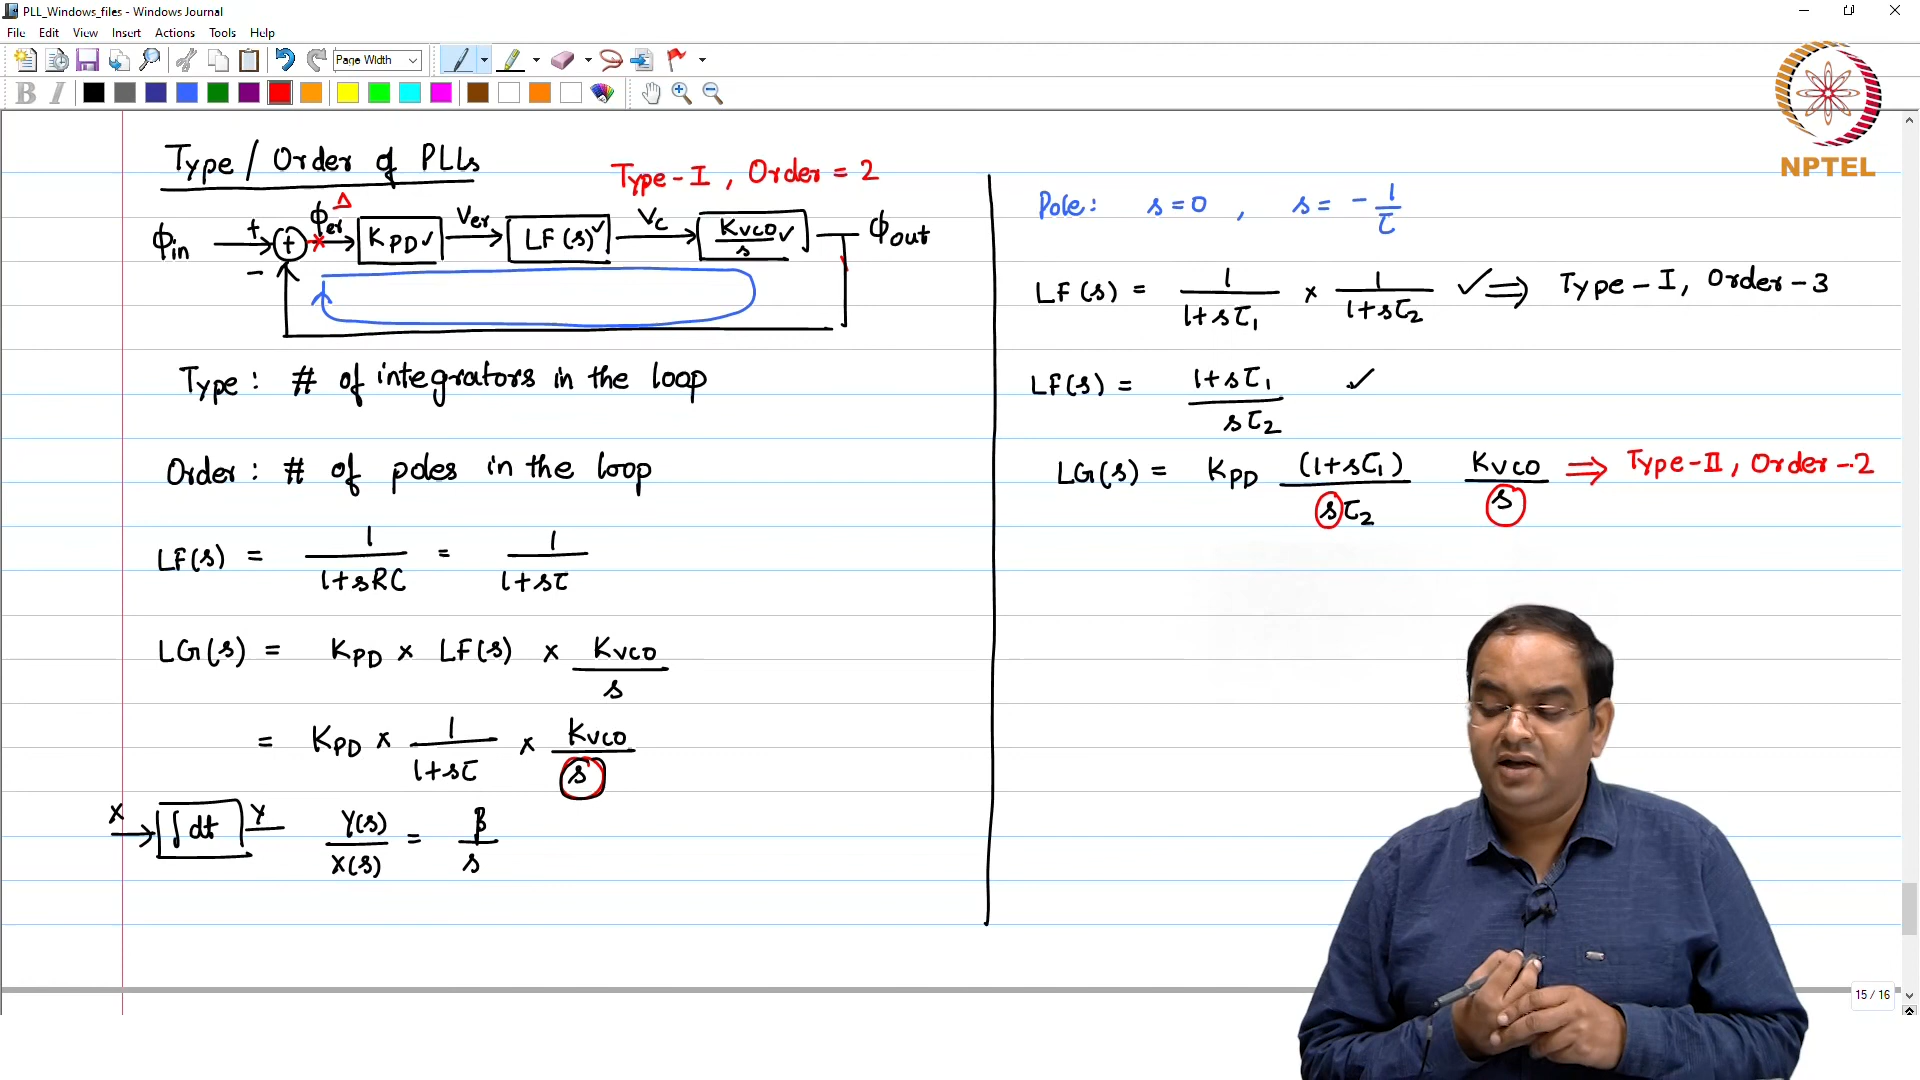 PLL_Windows_files - Windows Journal
File Edit View Insert Actions Tools Help
Page Width
B I
NPTEL
Type / Order of PLLs
Type-I, Order = 2
Δ
ϕin + - + ϕer KPD ✓ Ver LF(s) ✓ Vc KVCO/s ✓ ϕout
Type: # of integrators in the loop
Order: # of poles in the loop
LF(s) = 1/(1+sRC) = 1/(1+sτ)
LG(s) = KPD × LF(s) × KVCO/s
= KPD × 1/(1+sτ) × KVCO/s
X ∫dt Y Y(s)/X(s) = β/s
Pole: s=0, s= -1/τ
LF(s) = 1/(1+sτ1) × 1/(1+sτ2) ✓ ⇒ Type-I, Order-3
LF(s) = (1+sτ1)/(sτ2) ✓
LG(s) = KPD (1+sτ1)/(sτ2) KVCO/s ⇒ Type-II, Order-2
15 / 16